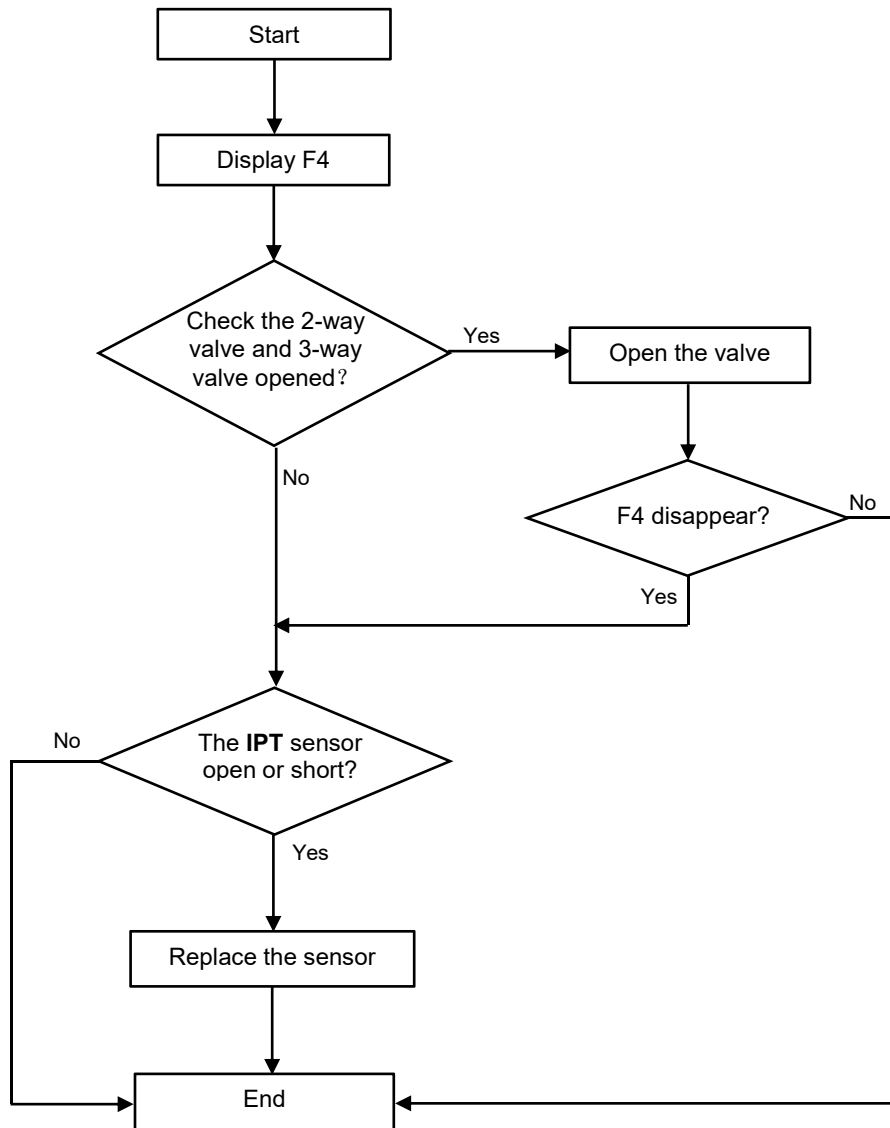 Start
Display F4
Check the 2-way
valve and 3-way
valve opened？
Yes
Open the valve
No
F4 disappear?
No
Yes
The IPT sensor
open or short?
No
Yes
Replace the sensor
End